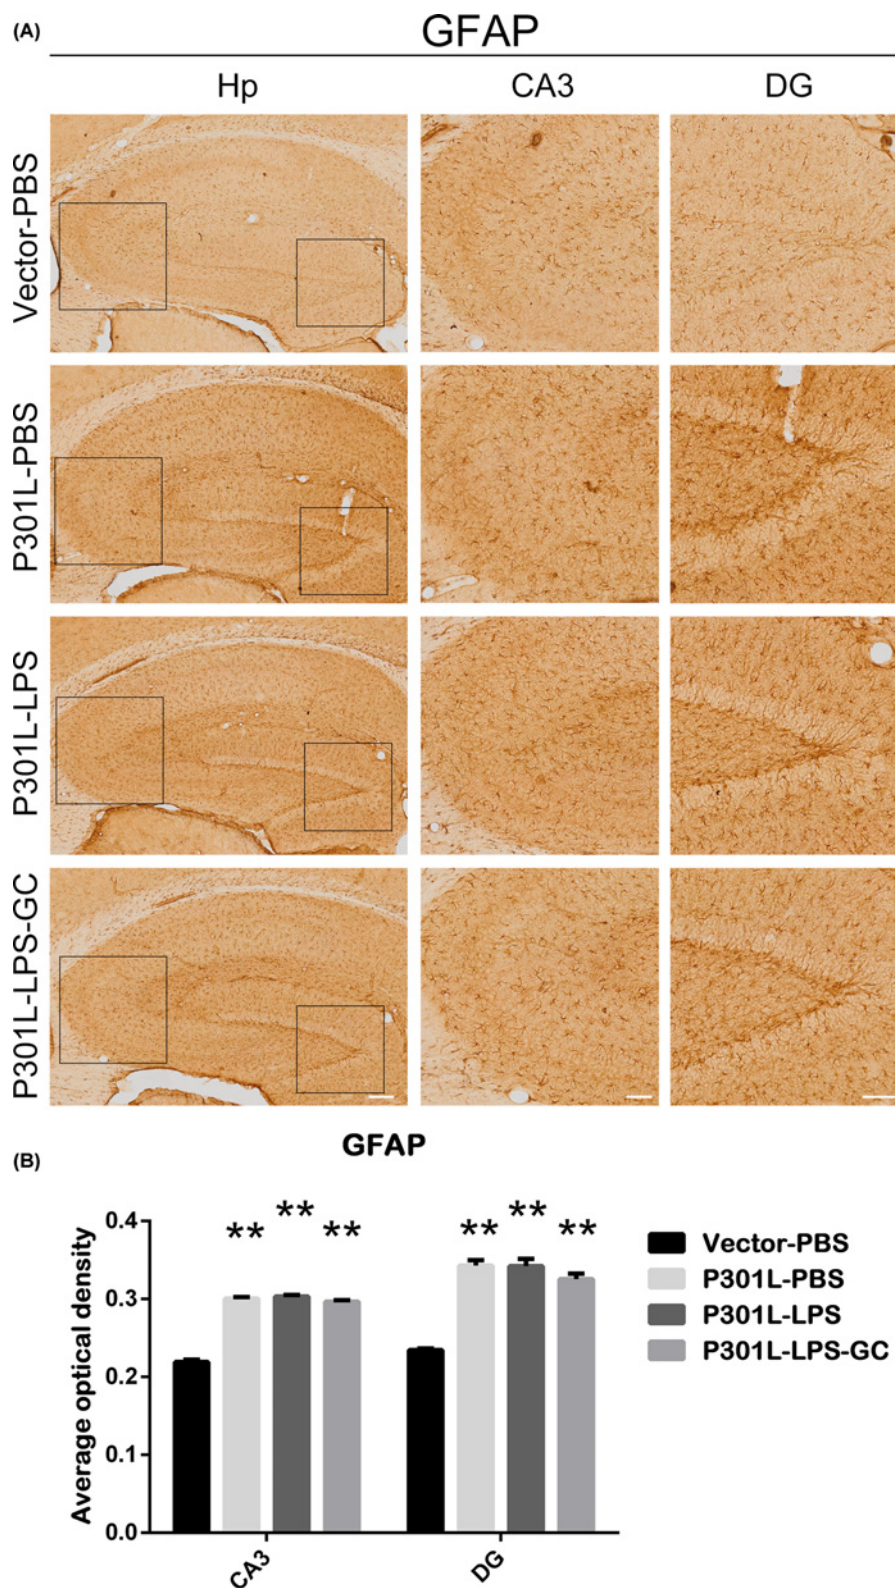 (A)
GFAP
Hp CA3 DG
Vector-PBS
P301L-PBS
P301L-LPS
P301L-LPS-GC
(B)
GFAP
Average optical density
0.4
0.3
0.2
0.1
0.0
** ** **
** ** **
CA3
DG
Vector-PBS
P301L-PBS
P301L-LPS
P301L-LPS-GC